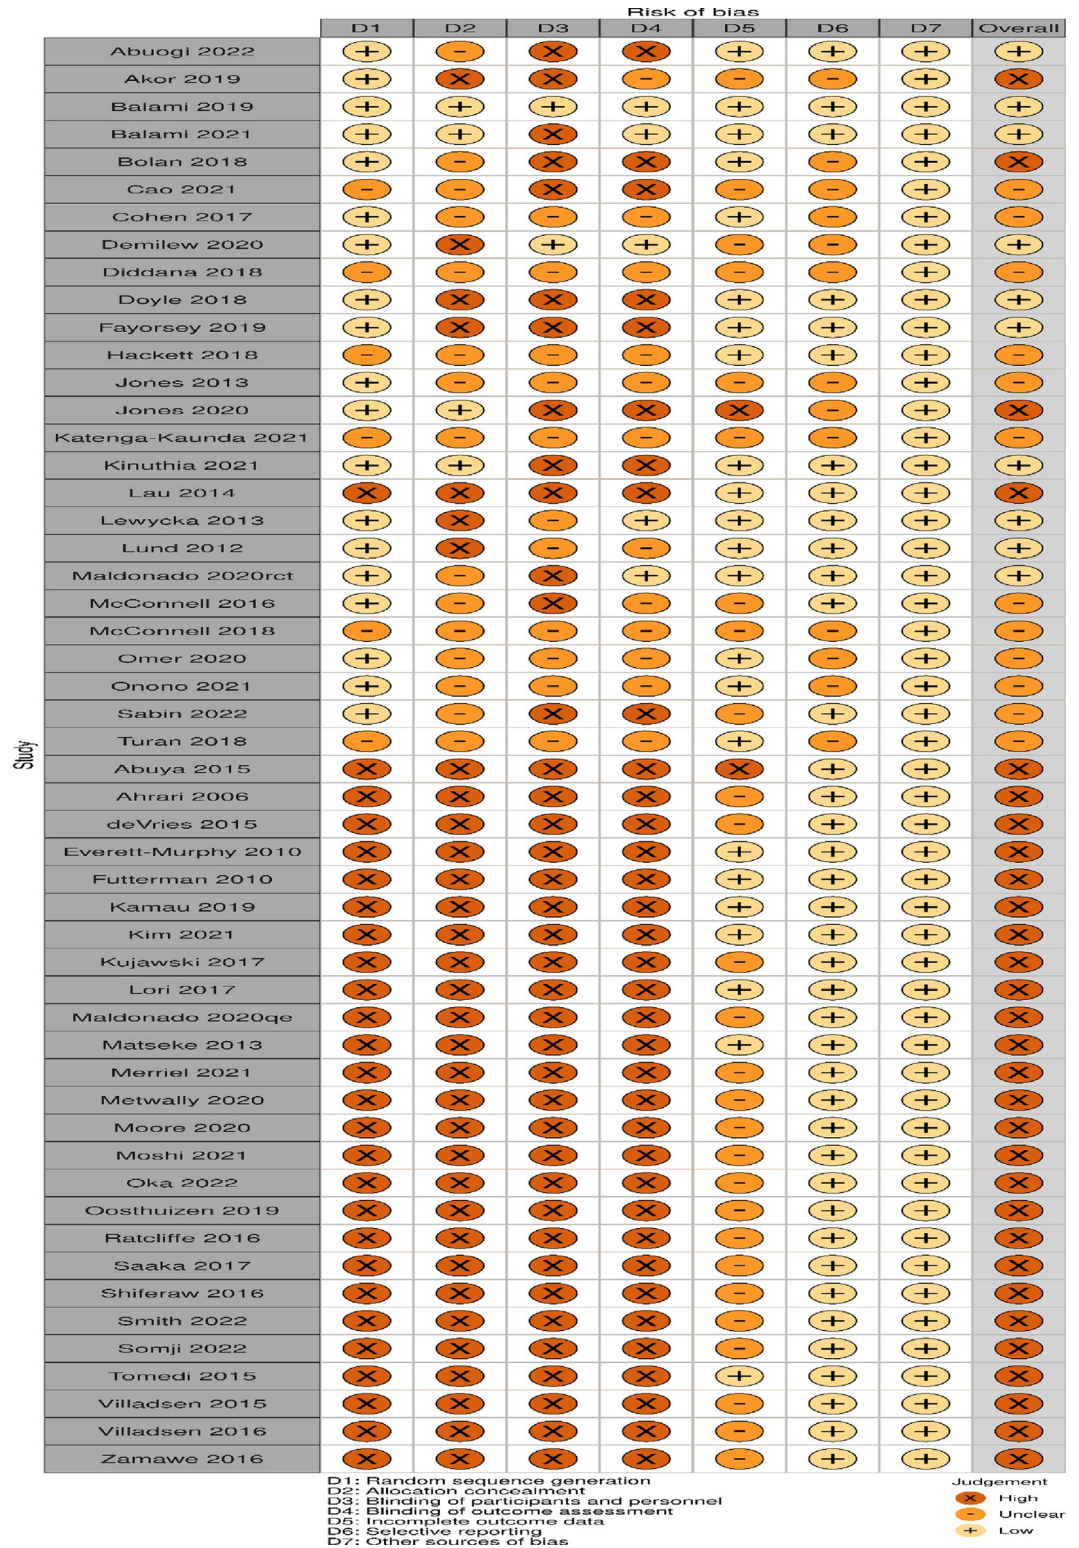 Risk of bias
D1 D2 D3 D4 D5 D6 D7 Overall
Abuogi 2022 + - × × + - + +
Akor 2019 + × × - - - + ×
Balami 2019 + + + + + + + +
Balami 2021 + + × + + + + +
Bolan 2018 + - × × + - + ×
Cao 2021 - - × × - - + -
Cohen 2017 + - - - + - + -
Demilew 2020 + × + + - - + +
Diddana 2018 - - - - - - + -
Doyle 2018 + × × × + + + +
Fayorsey 2019 + × × × + + + +
Hackett 2018 - - - - + + + -
Jones 2013 + - - - - - + -
Jones 2020 + + × × × - + ×
Katenga-Kaunda 2021 - - - - - - + -
Kinuthia 2021 + + × × + + + +
Lau 2014 × × × × + + + ×
Lewycka 2013 + × - + + + + +
Lund 2012 + × - - + + + +
Maldonado 2020rct + - × + + + + +
McConnell 2016 + - × - - + + -
McConnell 2018 - - - - - - + -
Omer 2020 + - - - + - + -
Onono 2021 + - - - + - + -
Sabin 2022 + - × × - + + -
Turan 2018 - - - - + - + -
Abuya 2015 × × × × × + + ×
Ahrari 2006 × × × × - + + ×
deVries 2015 × × × × - + + ×
Everett-Murphy 2010 × × × × + + + ×
Futterman 2010 × × × × + + + ×
Kamau 2019 × × × × + + + ×
Kim 2021 × × × × + + + ×
Kujawski 2017 × × × × - + + ×
Lori 2017 × × × × + + + ×
Maldonado 2020qe × × × × - + + ×
Matseke 2013 × × × × + + + ×
Merriel 2021 × × × × - + + ×
Metwally 2020 × × × × - + + ×
Moore 2020 × × × × - + + ×
Moshi 2021 × × × × - + + ×
Oka 2022 × × × × - + + ×
Oosthuizen 2019 × × × × - + + ×
Ratcliffe 2016 × × × × - + + ×
Saaka 2017 × × × × - + + ×
Shiferaw 2016 × × × × - + + ×
Smith 2022 × × × × - + + ×
Somji 2022 × × × × - + + ×
Tomedi 2015 × × × × + + + ×
Villadsen 2015 × × × × - + + ×
Villadsen 2016 × × × × - + + ×
Zamawe 2016 × × × × - + + ×
Study
D1: Random sequence generation
D2: Allocation concealment
D3: Blinding of participants and personnel
D4: Blinding of outcome assessment
D5: Incomplete outcome data
D6: Selective reporting
D7: Other sources of bias
Judgement
× High
- Unclear
+ Low